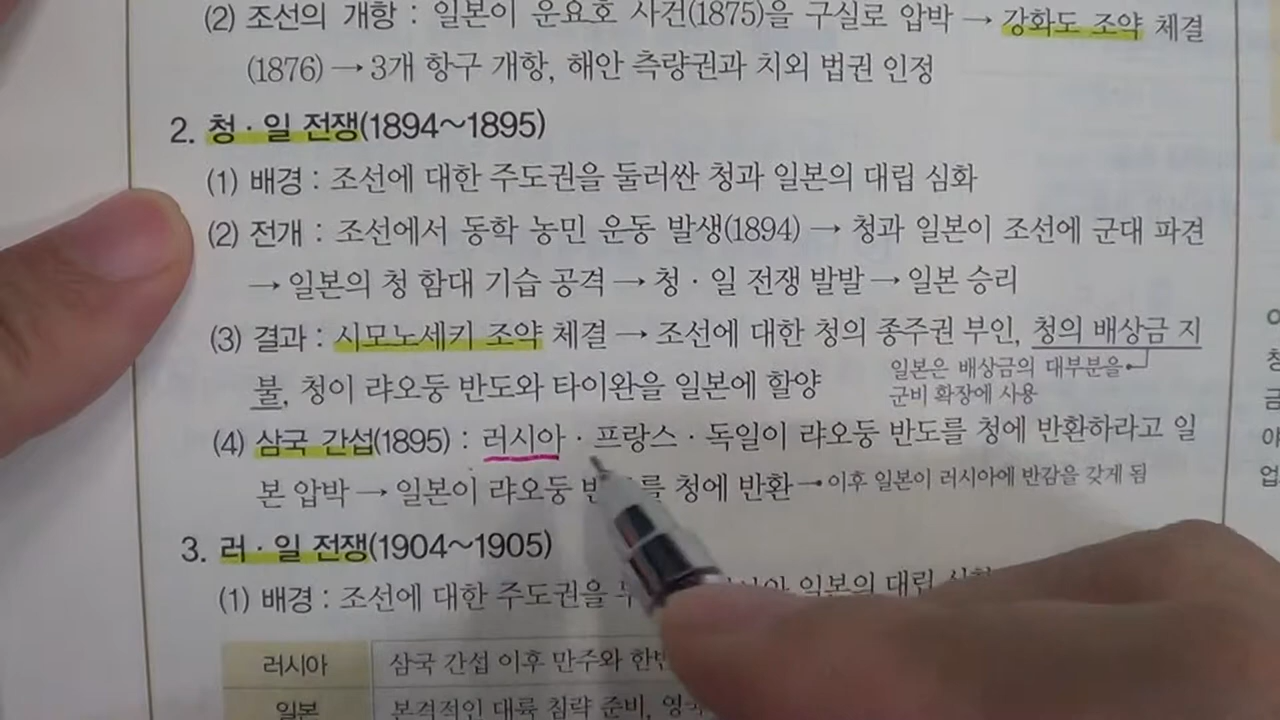 (2) 조선의 개항 : 일본이 운요호 사건(1875)을 구실로 압박 → 강화도 조약 체결
(1876) → 3개 항구 개항, 해안 측량권과 치외 법권 인정
2. 청·일 전쟁(1894~1895)
(1) 배경 : 조선에 대한 주도권을 둘러싼 청과 일본의 대립 심화
(2) 전개 : 조선에서 동학 농민 운동 발생(1894) → 청과 일본이 조선에 군대 파견
→ 일본의 청 함대 기습 공격 → 청·일 전쟁 발발 → 일본 승리
(3) 결과 : 시모노세키 조약 체결 → 조선에 대한 청의 종주권 부인, 청의 배상금 지
불, 청이 랴오둥 반도와 타이완을 일본에 할양
일본은 배상금의 대부분을
군비 확장에 사용
(4) 삼국 간섭(1895) : 러시아·프랑스·독일이 랴오둥 반도를 청에 반환하라고 일
본 압박 → 일본이 랴오둥 를 청에 반환 → 이후 일본이 러시아에 반감을 갖게 됨
3. 러·일 전쟁(1904~1905)
(1) 배경 : 조선에 대한 주도권을 일본의 대립
러시아
삼국 간섭 이후 만주와
일본
본격적인 대륙 침략 준비,